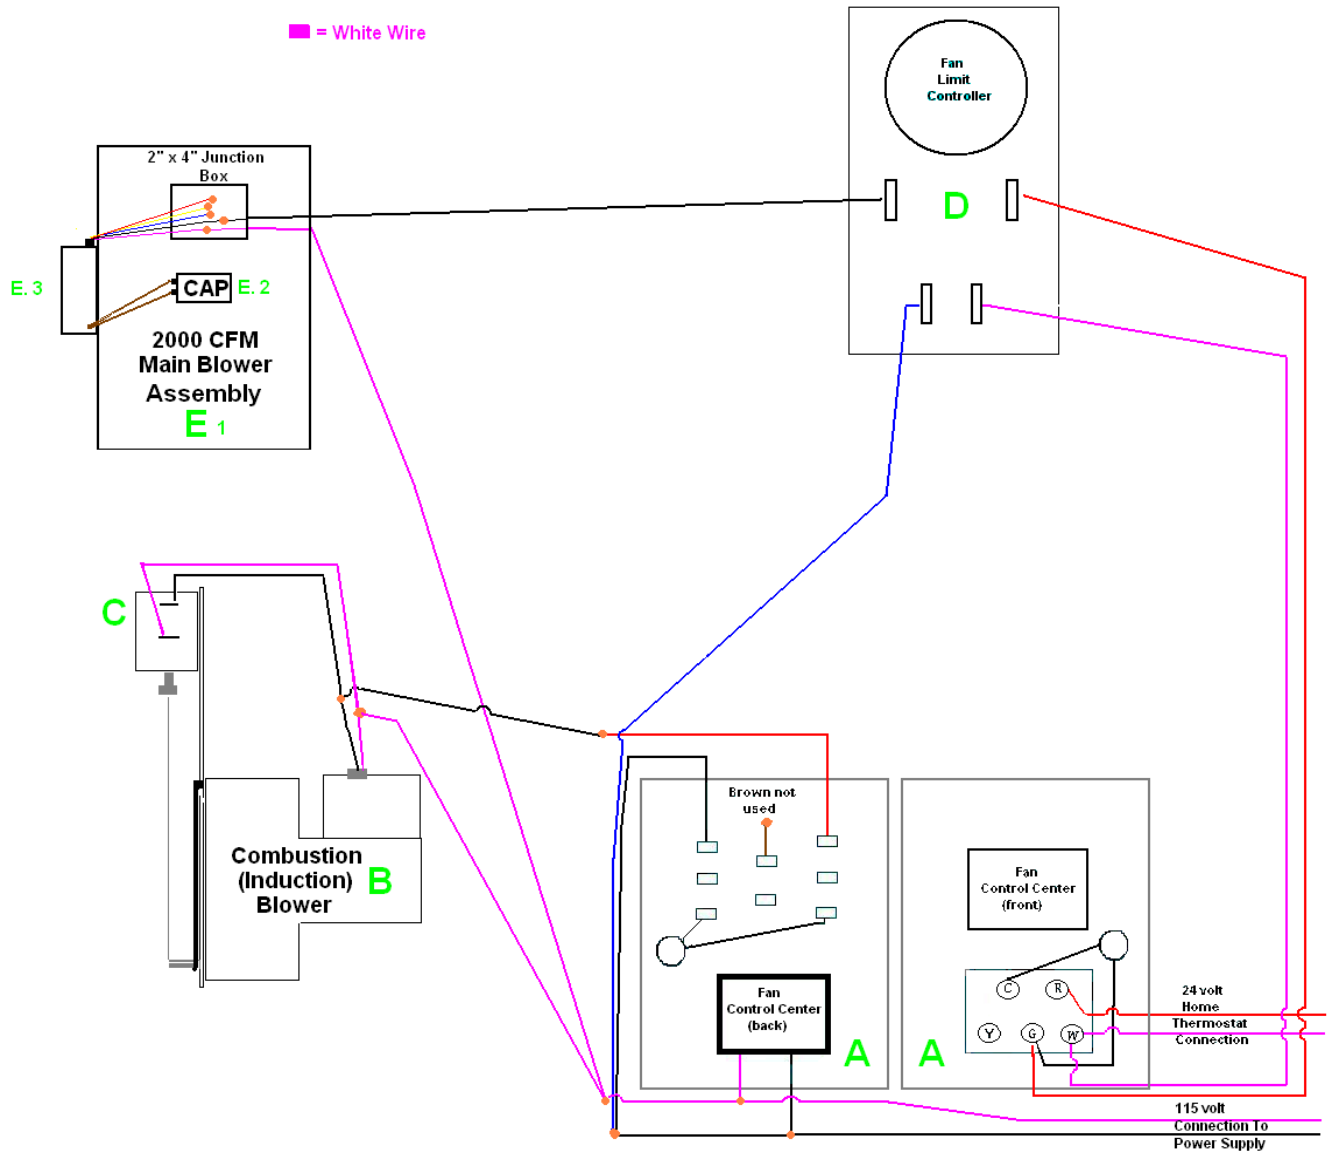 = White Wire
Fan
Limit
Controller
2" x 4" Junction
Box
D
E. 3
CAP
E. 2
2000 CFM
Main Blower
Assembly
E 1
C
Combustion
(Induction)
Blower
B
Brown not
used
Fan
Control Center
(back)
A
Fan
Control Center
(front)
C
R
Y
G
W
A
24 volt
Home
Thermostat
Connection
115 volt
Connection To
Power Supply